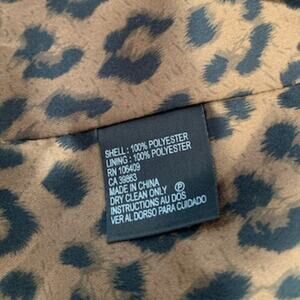 SHELL : 100% POLYESTER
LINING : 100% POLYESTER
RN 106409
CA 39863
MADE IN CHINA
DRY CLEAN ONLY Ⓟ
INSTRUCTIONS AU DOS
VER AL DORSO PARA CUIDADO